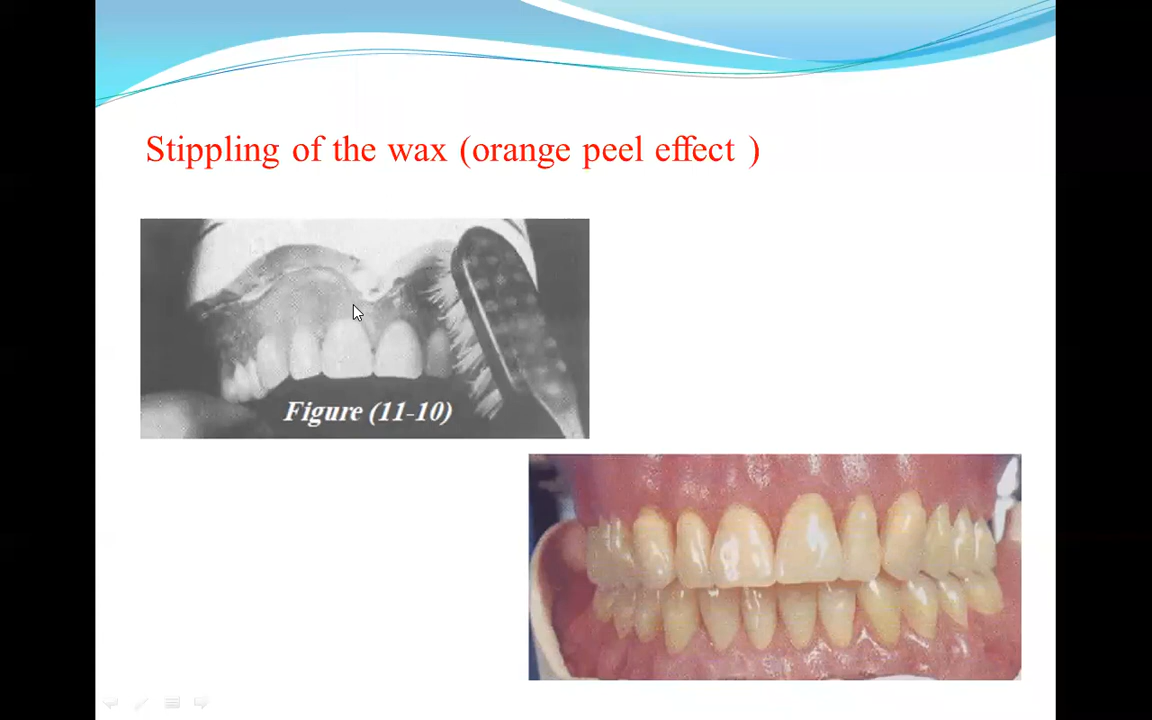 Stippling of the wax (orange peel effect )
Figure (11-10)